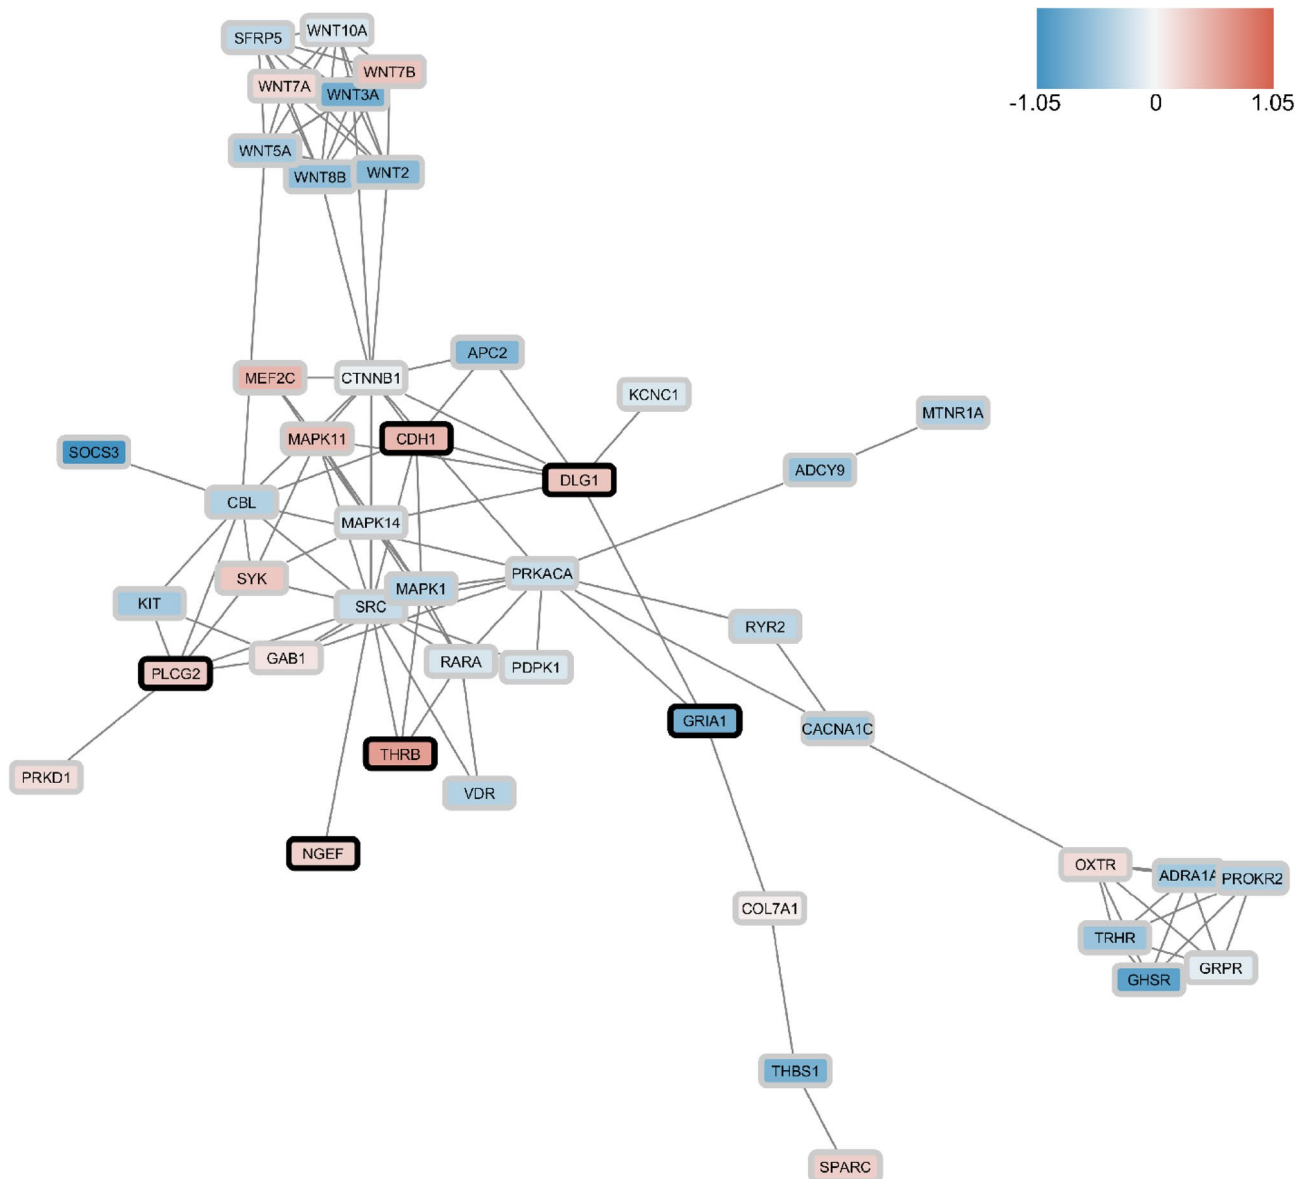 SFRP5
WNT10A
WNT7B
WNT7A
WNT3A
WNT5A
WNT8B
WNT2
-1.05 0 1.05
APC2
MEF2C
CTNNB1
KCNC1
MTNR1A
MAPK11
CDH1
SOCS3
DLG1
ADCY9
CBL
MAPK14
SYK
PRKACA
MAPK1
KIT
SRC
RYR2
GAB1
RARA
PDPK1
PLCG2
GRIA1
CACNA1C
THRB
PRKD1
VDR
NGEF
OXTR
ADRA1A
PROKR2
COL7A1
TRHR
GRPR
GHSR
THBS1
SPARC